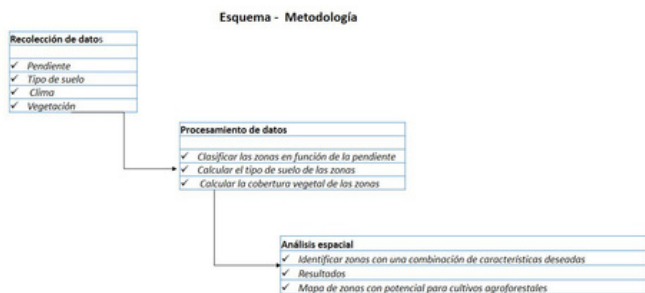 Esquema - Metodología
Recolección de datos
✓ Pendiente
✓ Tipo de suelo
✓ Clima
✓ Vegetación
Procesamiento de datos
✓ Clasificar las zonas en función de la pendiente
✓ Calcular el tipo de suelo de las zonas
✓ Calcular la cobertura vegetal de las zonas
Análisis espacial
✓ Identificar zonas con una combinación de características deseadas
✓ Resultados
✓ Mapa de zonas con potencial para cultivos agroforestales